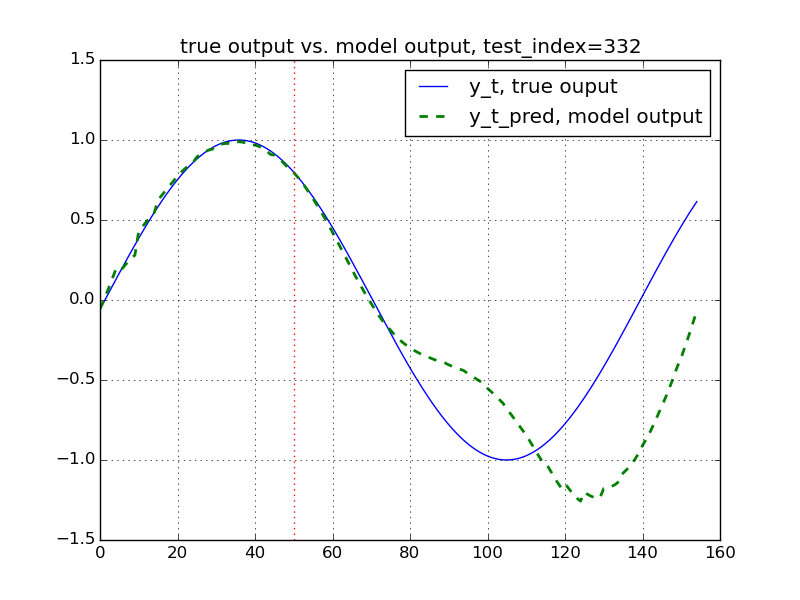 true output vs. model output, test_index=332
y_t, true ouput
y_t_pred, model output
1.5
1.0
0.5
0.0
−0.5
−1.0
−1.5
0 20 40 60 80 100 120 140 160